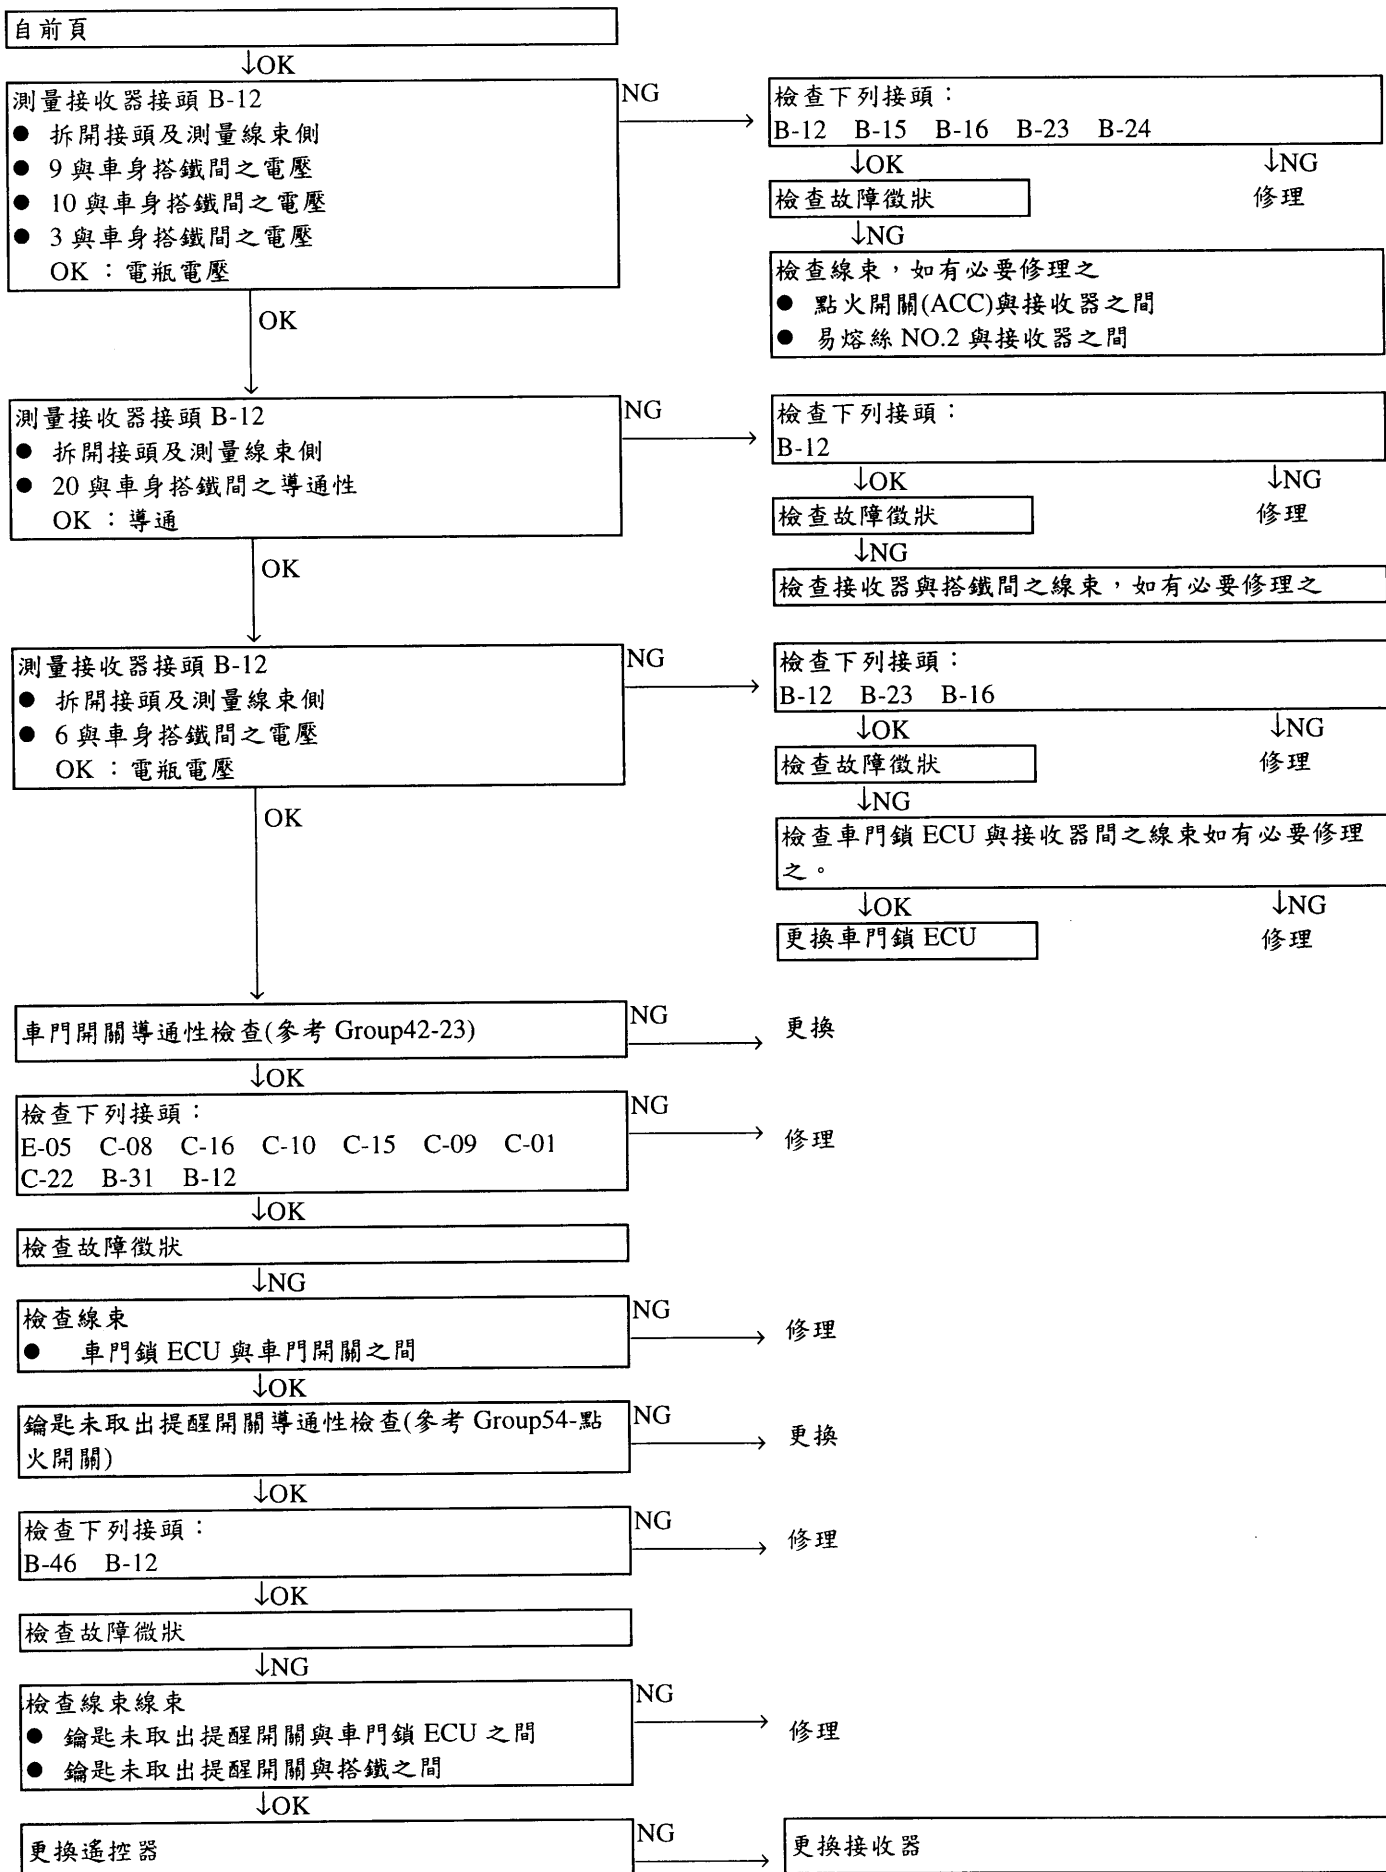 自前頁
↓OK
測量接收器接頭 B-12
● 拆開接頭及測量線束側
● 9 與車身搭鐵間之電壓
● 10 與車身搭鐵間之電壓
● 3 與車身搭鐵間之電壓
OK ：電瓶電壓
NG
檢查下列接頭：
B-12 B-15 B-16 B-23 B-24
↓OK ↓NG
檢查故障徵狀 修理
↓NG
檢查線束，如有必要修理之
● 點火開關(ACC)與接收器之間
● 易熔絲 NO.2 與接收器之間
OK
測量接收器接頭 B-12
● 拆開接頭及測量線束側
● 20 與車身搭鐵間之導通性
OK ：導通
NG
檢查下列接頭：
B-12
↓OK ↓NG
檢查故障徵狀 修理
↓NG
檢查接收器與搭鐵間之線束，如有必要修理之
OK
測量接收器接頭 B-12
● 拆開接頭及測量線束側
● 6 與車身搭鐵間之電壓
OK ：電瓶電壓
NG
檢查下列接頭：
B-12 B-23 B-16
↓OK ↓NG
檢查故障徵狀 修理
↓NG
檢查車門鎖 ECU 與接收器間之線束如有必要修理
之。
↓OK ↓NG
更換車門鎖 ECU 修理
OK
車門開關導通性檢查(參考 Group42-23)
NG
更換
↓OK
檢查下列接頭：
E-05 C-08 C-16 C-10 C-15 C-09 C-01
C-22 B-31 B-12
NG
修理
↓OK
檢查故障徵狀
↓NG
檢查線束
● 車門鎖 ECU 與車門開關之間
NG
修理
↓OK
鑰匙未取出提醒開關導通性檢查(參考 Group54-點
火開關)
NG
更換
↓OK
檢查下列接頭：
B-46 B-12
NG
修理
↓OK
檢查故障微狀
↓NG
檢查線束線束
● 鑰匙未取出提醒開關與車門鎖 ECU 之間
● 鑰匙未取出提醒開關與搭鐵之間
NG
修理
↓OK
更換遙控器
NG
更換接收器